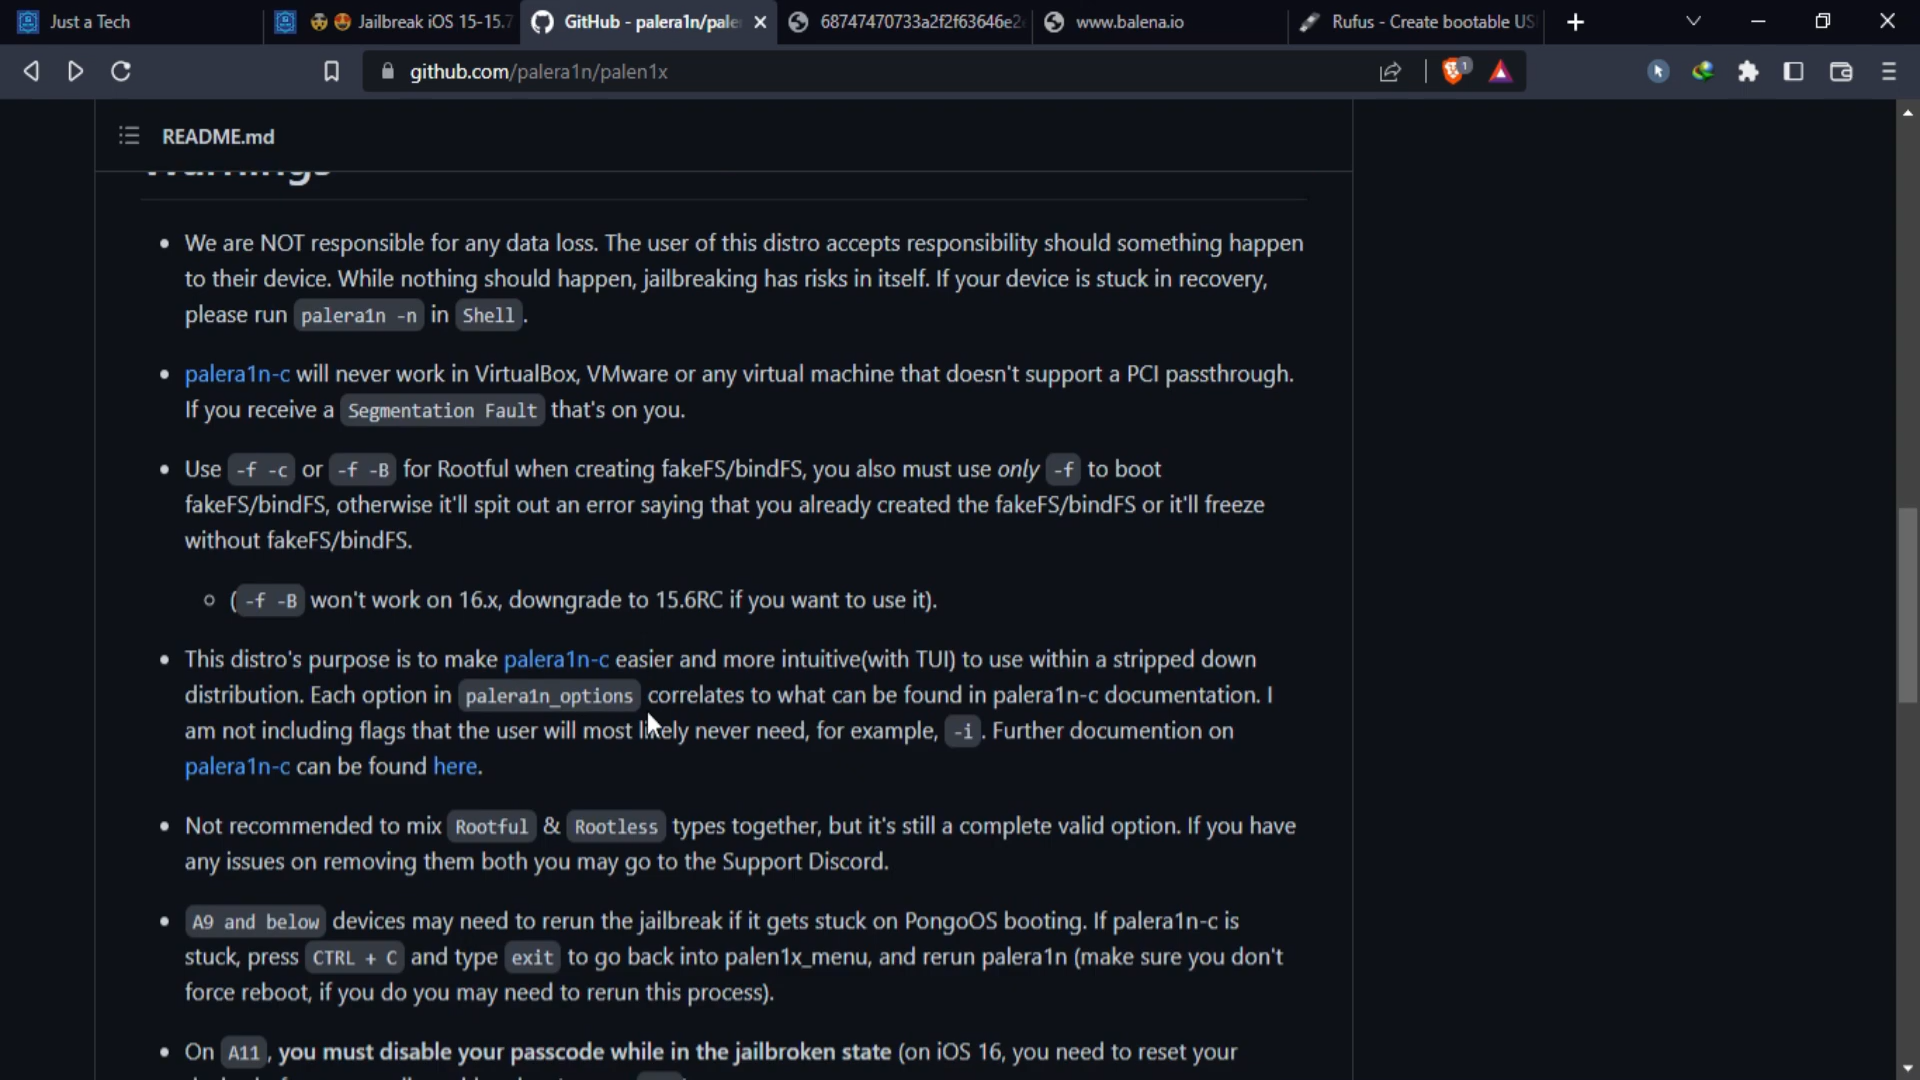 Just a Tech
Jailbreak iOS 15-15.7
GitHub - palera1n/pale
68747470733a2f2f63646e2
www.balena.io
Rufus - Create bootable US
github.com/palera1n/palen1x
1
README.md
Warnings
We are NOT responsible for any data loss. The user of this distro accepts responsibility should something happen
to their device. While nothing should happen, jailbreaking has risks in itself. If your device is stuck in recovery,
please run palera1n -n in Shell.
palera1n-c will never work in VirtualBox, VMware or any virtual machine that doesn't support a PCI passthrough.
If you receive a Segmentation Fault that's on you.
Use -f -c or -f -B for Rootful when creating fakeFS/bindFS, you also must use only -f to boot
fakeFS/bindFS, otherwise it'll spit out an error saying that you already created the fakeFS/bindFS or it'll freeze
without fakeFS/bindFS.
(-f -B won't work on 16.x, downgrade to 15.6RC if you want to use it).
This distro's purpose is to make palera1n-c easier and more intuitive(with TUI) to use within a stripped down
distribution. Each option in palera1n_options correlates to what can be found in palera1n-c documentation. I
am not including flags that the user will most likely never need, for example, -i. Further documention on
palera1n-c can be found here.
Not recommended to mix Rootful & Rootless types together, but it's still a complete valid option. If you have
any issues on removing them both you may go to the Support Discord.
A9 and below devices may need to rerun the jailbreak if it gets stuck on PongoOS booting. If palera1n-c is
stuck, press CTRL + C and type exit to go back into palen1x_menu, and rerun palera1n (make sure you don't
force reboot, if you do you may need to rerun this process).
On A11, you must disable your passcode while in the jailbroken state (on iOS 16, you need to reset your